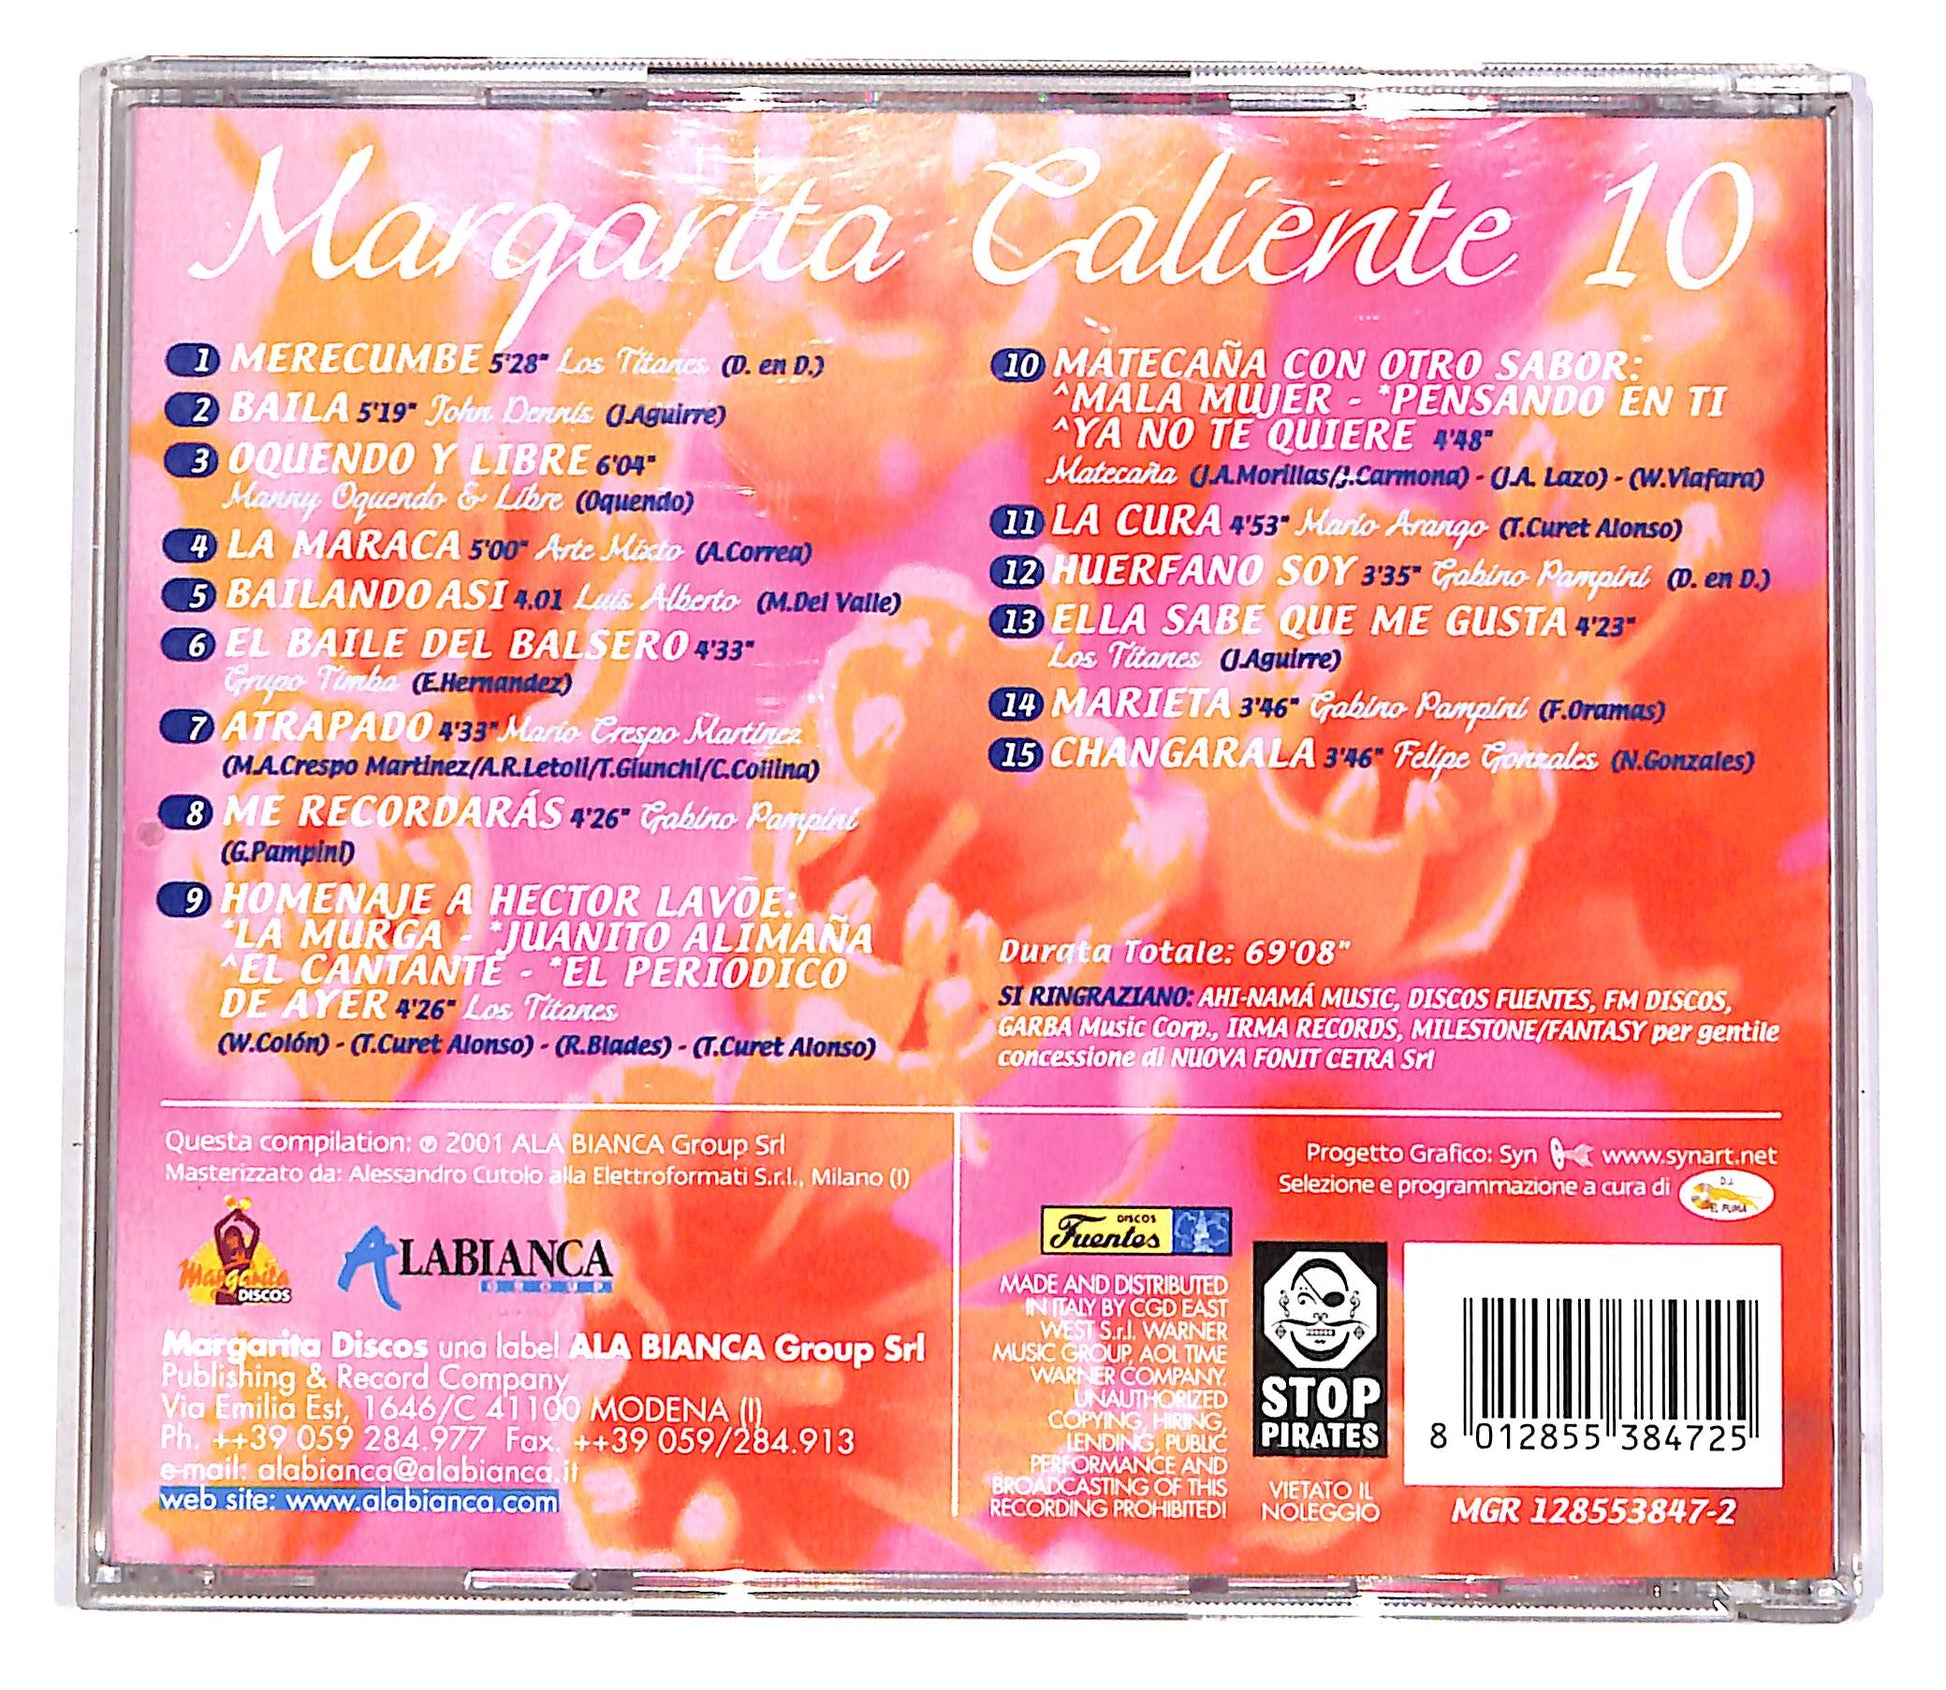 Margarita Caliente 10
1 MERECUMBE 5'28" Los Titanes (D. en D.)
2 BAILA 5'19" John Dennis (J.Aguirre)
3 OQUENDO Y LIBRE 6'04"
Manny Oquendo & Libre (Oquendo)
4 LA MARACA 5'00" Arte Mixto (A.Correa)
5 BAILANDO ASI 4.01 Luis Alberto (M.Del Valle)
6 EL BAILE DEL BALSERO 4'33"
Grupo Timba (E.Hernandez)
7 ATRAPADO 4'33" Mario Crespo Martinez
(M.A.Crespo Martinez/A.R.Letoli/T.Giunchi/C.Collina)
8 ME RECORDARÁS 4'26" Gabino Pampini
(G.Pampini)
9 HOMENAJE A HECTOR LAVOE:
*LA MURGA - *JUANITO ALIMAÑA
^EL CANTANTE - *EL PERIODICO
DE AYER 4'26" Los Titanes
(W.Colón) - (T.Curet Alonso) - (R.Blades) - (T.Curet Alonso)
10 MATECAÑA CON OTRO SABOR:
^MALA MUJER - *PENSANDO EN TI
^YA NO TE QUIERE 4'48"
Matecaña (J.A.Morillas/J.Carmona) - (J.A. Lazo) - (W.Viafara)
11 LA CURA 4'53" Mario Arango (T.Curet Alonso)
12 HUERFANO SOY 3'35" Gabino Pampini (D. en D.)
13 ELLA SABE QUE ME GUSTA 4'23"
Los Titanes (J.Aguirre)
14 MARIETA 3'46" Gabino Pampini (F.Oramas)
15 CHANGARALA 3'46" Felipe Gonzales (N.Gonzales)
Durata Totale: 69'08"
SI RINGRAZIANO: AHI-NAMÁ MUSIC, DISCOS FUENTES, FM DISCOS,
GARBA Music Corp., IRMA RECORDS, MILESTONE/FANTASY per gentile
concessione di NUOVA FONIT CETRA Srl
Questa compilation: ℗ 2001 ALA BIANCA Group Srl
Masterizzato da: Alessandro Cutolo alla Elettroformati S.r.l., Milano (I)
Margarita
DISCOS
ALABIANCA
GROUP
Margarita Discos una label ALA BIANCA Group Srl
Publishing & Record Company
Via Emilia Est, 1646/C 41100 MODENA (I)
Ph. ++39 059 284.977 Fax. ++39 059/284.913
e-mail: alabianca@alabianca.it
web site: www.alabianca.com
Progetto Grafico: Syn www.synart.net
Selezione e programmazione a cura di
D.J.
EL PUMA
DISCOS
Fuentes
MADE AND DISTRIBUTED
IN ITALY BY CGD EAST
WEST S.r.l. WARNER
MUSIC GROUP, AOL TIME
WARNER COMPANY.
UNAUTHORIZED
COPYING, HIRING,
LENDING, PUBLIC
PERFORMANCE AND
BROADCASTING OF THIS
RECORDING PROHIBITED!
STOP
PIRATES
VIETATO IL
NOLEGGIO
8 012855 384725
MGR 128553847-2